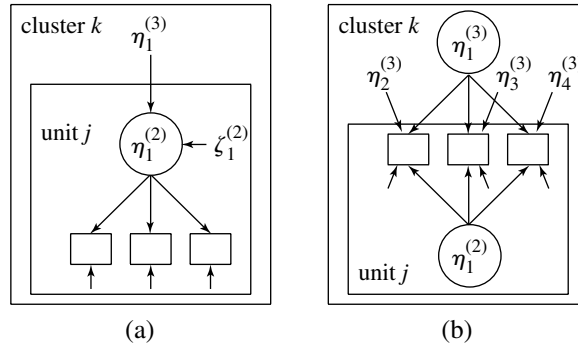 cluster k
η₁⁽³⁾
unit j
η₁⁽²⁾
ζ₁⁽²⁾
(a)
cluster k
η₁⁽³⁾
η₂⁽³⁾
η₃⁽³⁾
η₄⁽³
η₁⁽²⁾
unit j
(b)